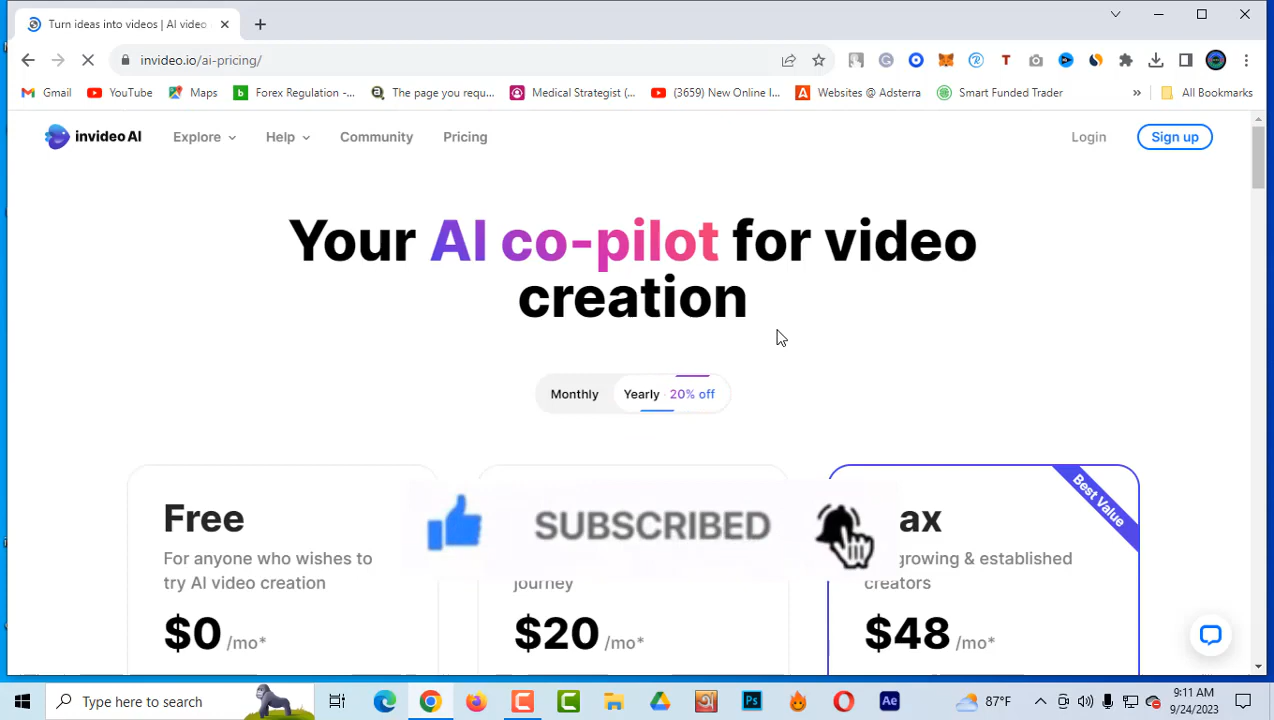 Turn ideas into videos | AI video
invideo.io/ai-pricing/
Gmail YouTube Maps Forex Regulation -... The page you requ... Medical Strategist (... (3659) New Online I... Websites @ Adsterra Smart Funded Trader » All Bookmarks
invideo AI Explore Help Community Pricing Login Sign up
Your AI co-pilot for video
creation
Monthly Yearly · 20% off
Best Value
Free
For anyone who wishes to
try AI video creation
$0 /mo*
SUBSCRIBED
journey
$20 /mo*
ax
growing & established
creators
$48 /mo*
Type here to search
Ps
Ae
87°F
9:11 AM
9/24/2023